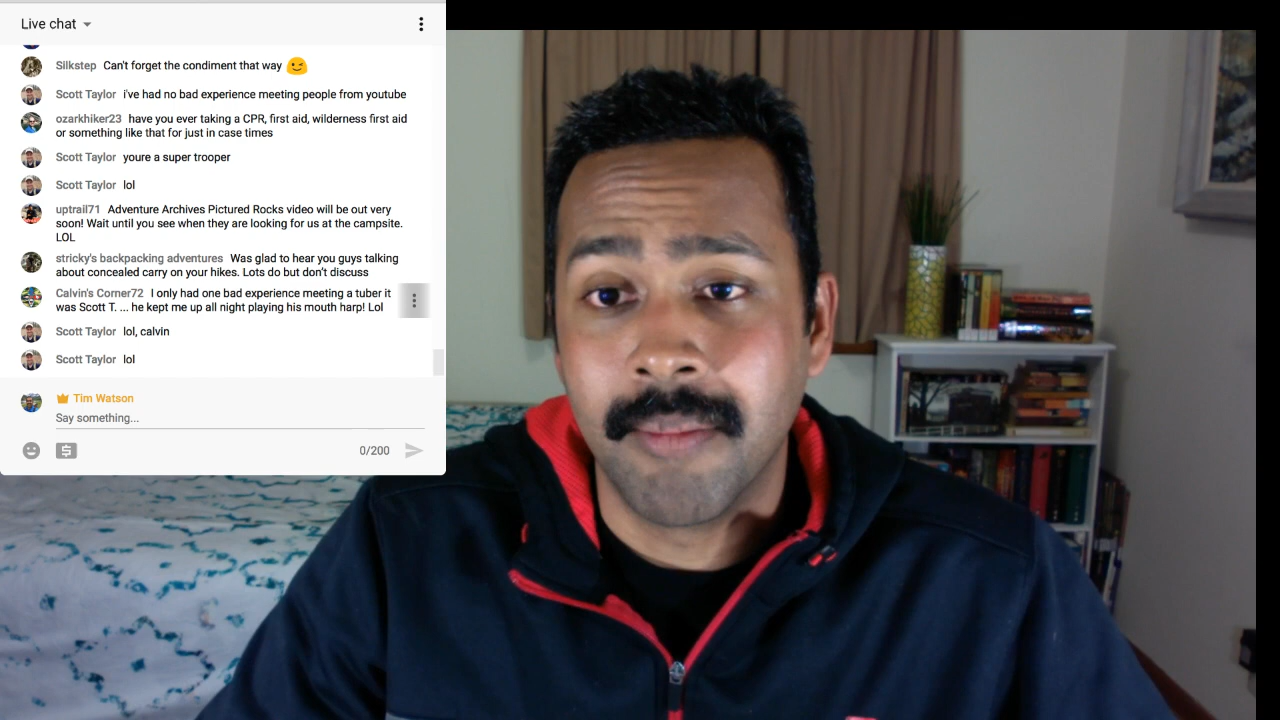 Live chat
Silkstep Can't forget the condiment that way
Scott Taylor i've had no bad experience meeting people from youtube
ozarkhiker23 have you ever taking a CPR, first aid, wilderness first aid
or something like that for just in case times
Scott Taylor youre a super trooper
Scott Taylor lol
uptrail71 Adventure Archives Pictured Rocks video will be out very
soon! Wait until you see when they are looking for us at the campsite.
LOL
stricky's backpacking adventures Was glad to hear you guys talking
about concealed carry on your hikes. Lots do but don't discuss
Calvin's Corner72 I only had one bad experience meeting a tuber it
was Scott T. ... he kept me up all night playing his mouth harp! Lol
Scott Taylor lol, calvin
Scott Taylor lol
Tim Watson
Say something...
0/200